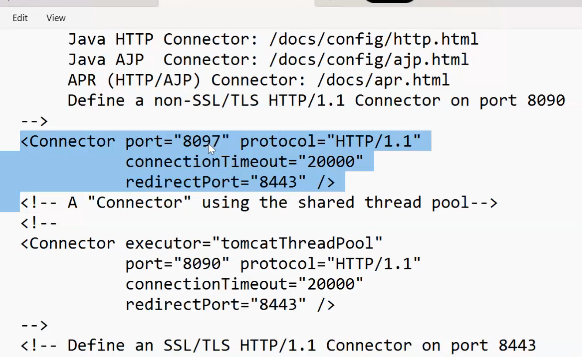 Edit View
Java HTTP Connector: /docs/config/http.html
Java AJP  Connector: /docs/config/ajp.html
APR (HTTP/AJP) Connector: /docs/apr.html
Define a non-SSL/TLS HTTP/1.1 Connector on port 8090
-->
<Connector port="8097" protocol="HTTP/1.1"
connectionTimeout="20000"
redirectPort="8443" />
<!-- A "Connector" using the shared thread pool-->
<!--
<Connector executor="tomcatThreadPool"
port="8090" protocol="HTTP/1.1"
connectionTimeout="20000"
redirectPort="8443" />
-->
<!-- Define an SSL/TLS HTTP/1.1 Connector on port 8443